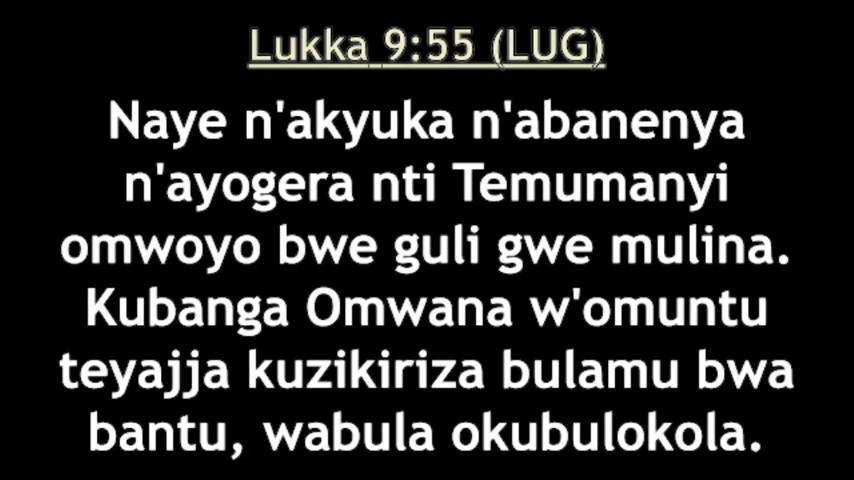 Lukka 9:55 (LUG)
Naye n'akyuka n'abanenya
n'ayogera nti Temumanyi
omwoyo bwe guli gwe mulina.
Kubanga Omwana w'omuntu
teyajja kuzikiriza bulamu bwa
bantu, wabula okubulokola.